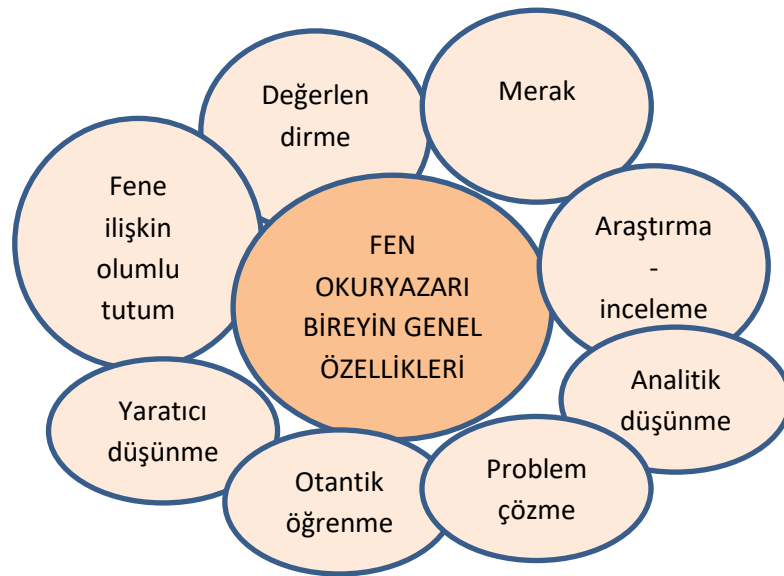 Değerlen
dirme
Merak
Fene
ilişkin
olumlu
tutum
FEN
OKURYAZARI
BİREYİN GENEL
ÖZELLİKLERİ
Araştırma
-
inceleme
Analitik
düşünme
Yaratıcı
düşünme
Otantik
öğrenme
Problem
çözme